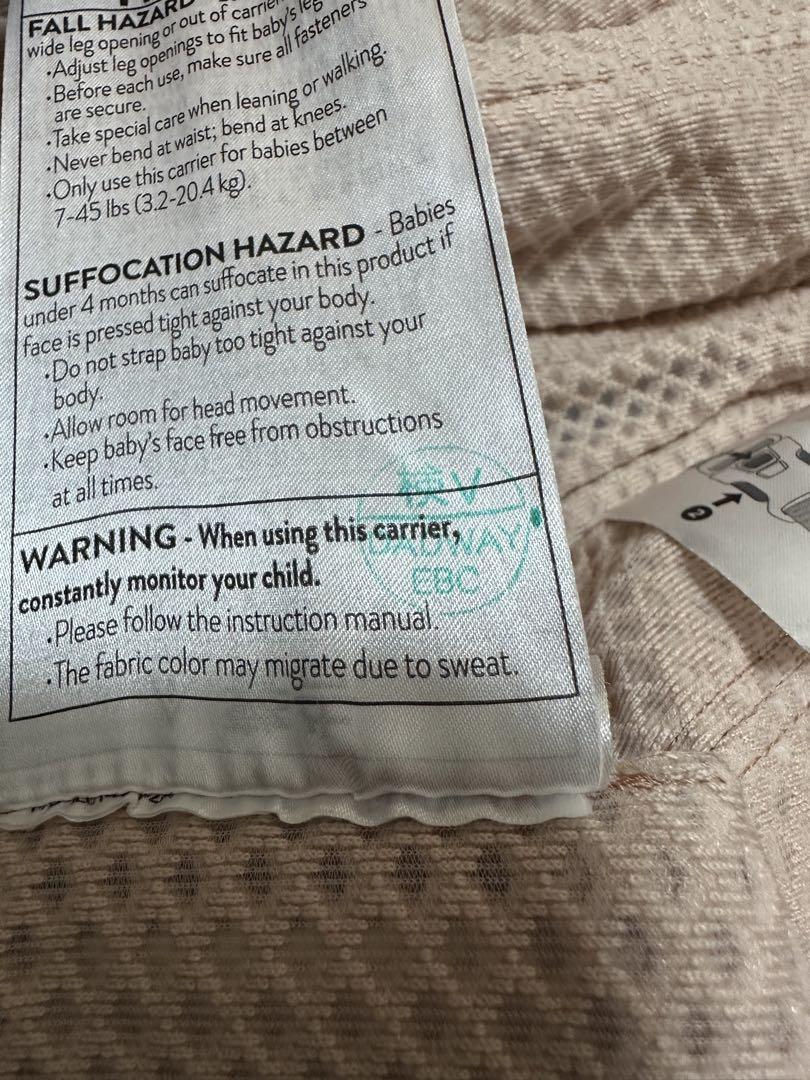 FALL HAZARD
wide leg opening or out of carrier
•Adjust leg openings to fit baby's leg
•Before each use, make sure all fasteners
are secure.
•Take special care when leaning or walking.
•Never bend at waist; bend at knees.
•Only use this carrier for babies between
7-45 lbs (3.2-20.4 kg).
SUFFOCATION HAZARD - Babies
under 4 months can suffocate in this product if
face is pressed tight against your body.
•Do not strap baby too tight against your
body.
•Allow room for head movement.
•Keep baby's face free from obstructions
at all times.
検V
DADWAY
EBC
WARNING - When using this carrier,
constantly monitor your child.
•Please follow the instruction manual.
•The fabric color may migrate due to sweat.
2